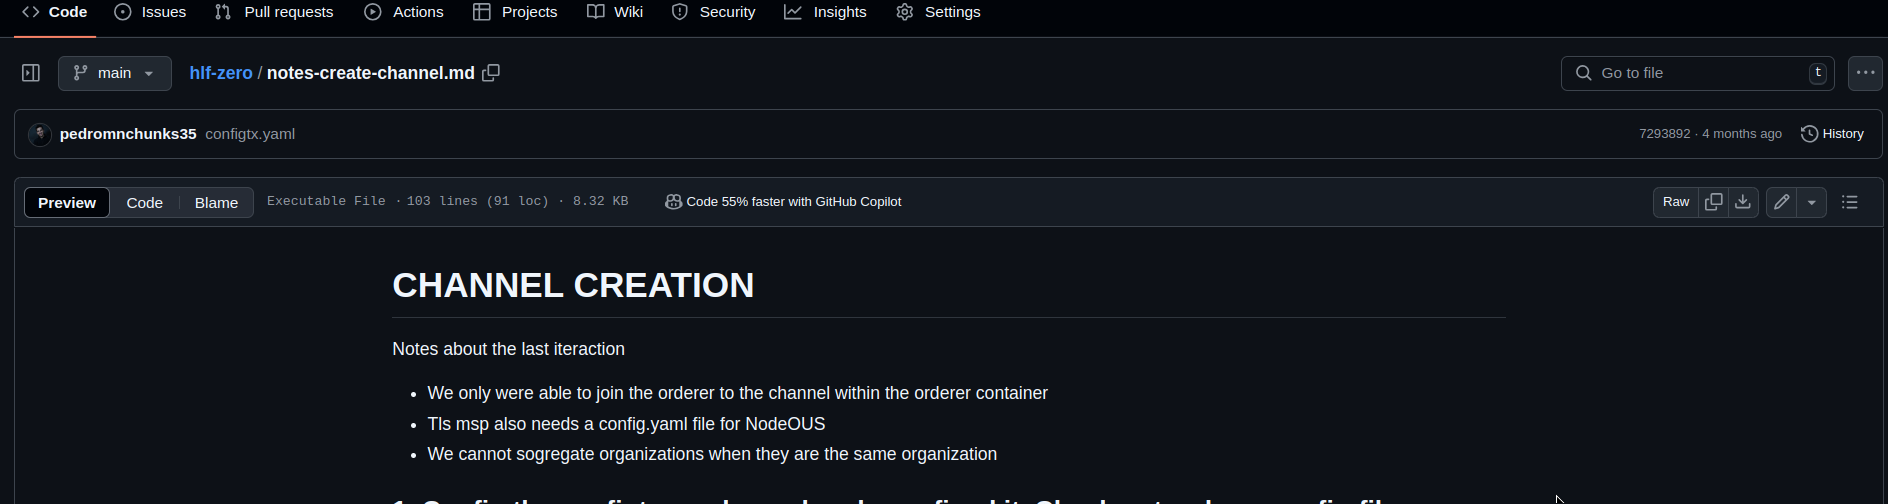 Code Issues Pull requests Actions Projects Wiki Security Insights Settings
main hlf-zero / notes-create-channel.md Go to file t
pedromnchunks35 configtx.yaml 7293892 · 4 months ago History
Preview Code Blame Executable File · 103 lines (91 loc) · 8.32 KB Code 55% faster with GitHub Copilot Raw
CHANNEL CREATION
Notes about the last iteraction
• We only were able to join the orderer to the channel within the orderer container
• Tls msp also needs a config.yaml file for NodeOUS
• We cannot sogregate organizations when they are the same organization